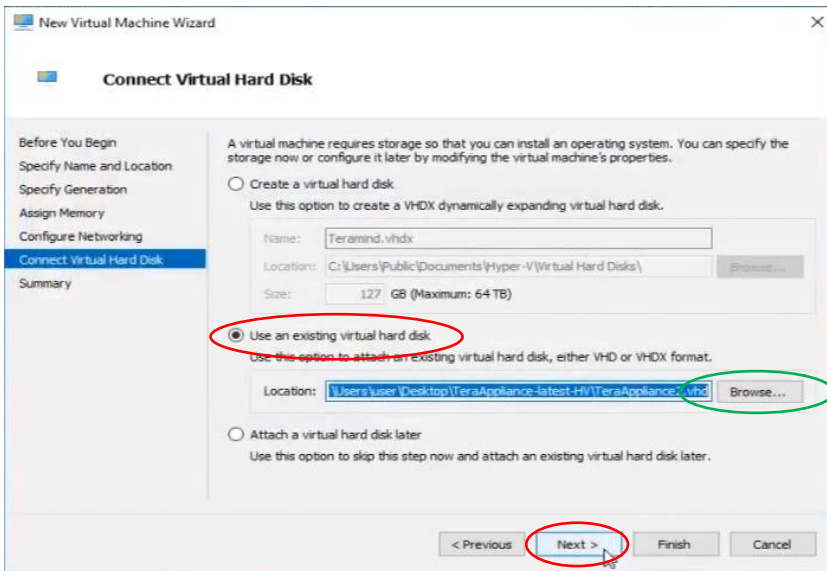 New Virtual Machine Wizard
Connect Virtual Hard Disk
Before You Begin
Specify Name and Location
Specify Generation
Assign Memory
Configure Networking
Connect Virtual Hard Disk
Summary
A virtual machine requires storage so that you can install an operating system. You can specify the
storage now or configure it later by modifying the virtual machine's properties.
Create a virtual hard disk
Use this option to create a VHDX dynamically expanding virtual hard disk.
Name: Teramind.vhdx
Location: C:\Users\Public\Documents\Hyper-V\Virtual Hard Disks\ Browse...
Size: 127 GB (Maximum: 64 TB)
Use an existing virtual hard disk
Use this option to attach an existing virtual hard disk, either VHD or VHDX format.
Location: \Users\user\Desktop\TeraAppliance-latest-HV\ Browse...
Attach a virtual hard disk later
Use this option to skip this step now and attach an existing virtual hard disk later.
< Previous Next > Finish Cancel